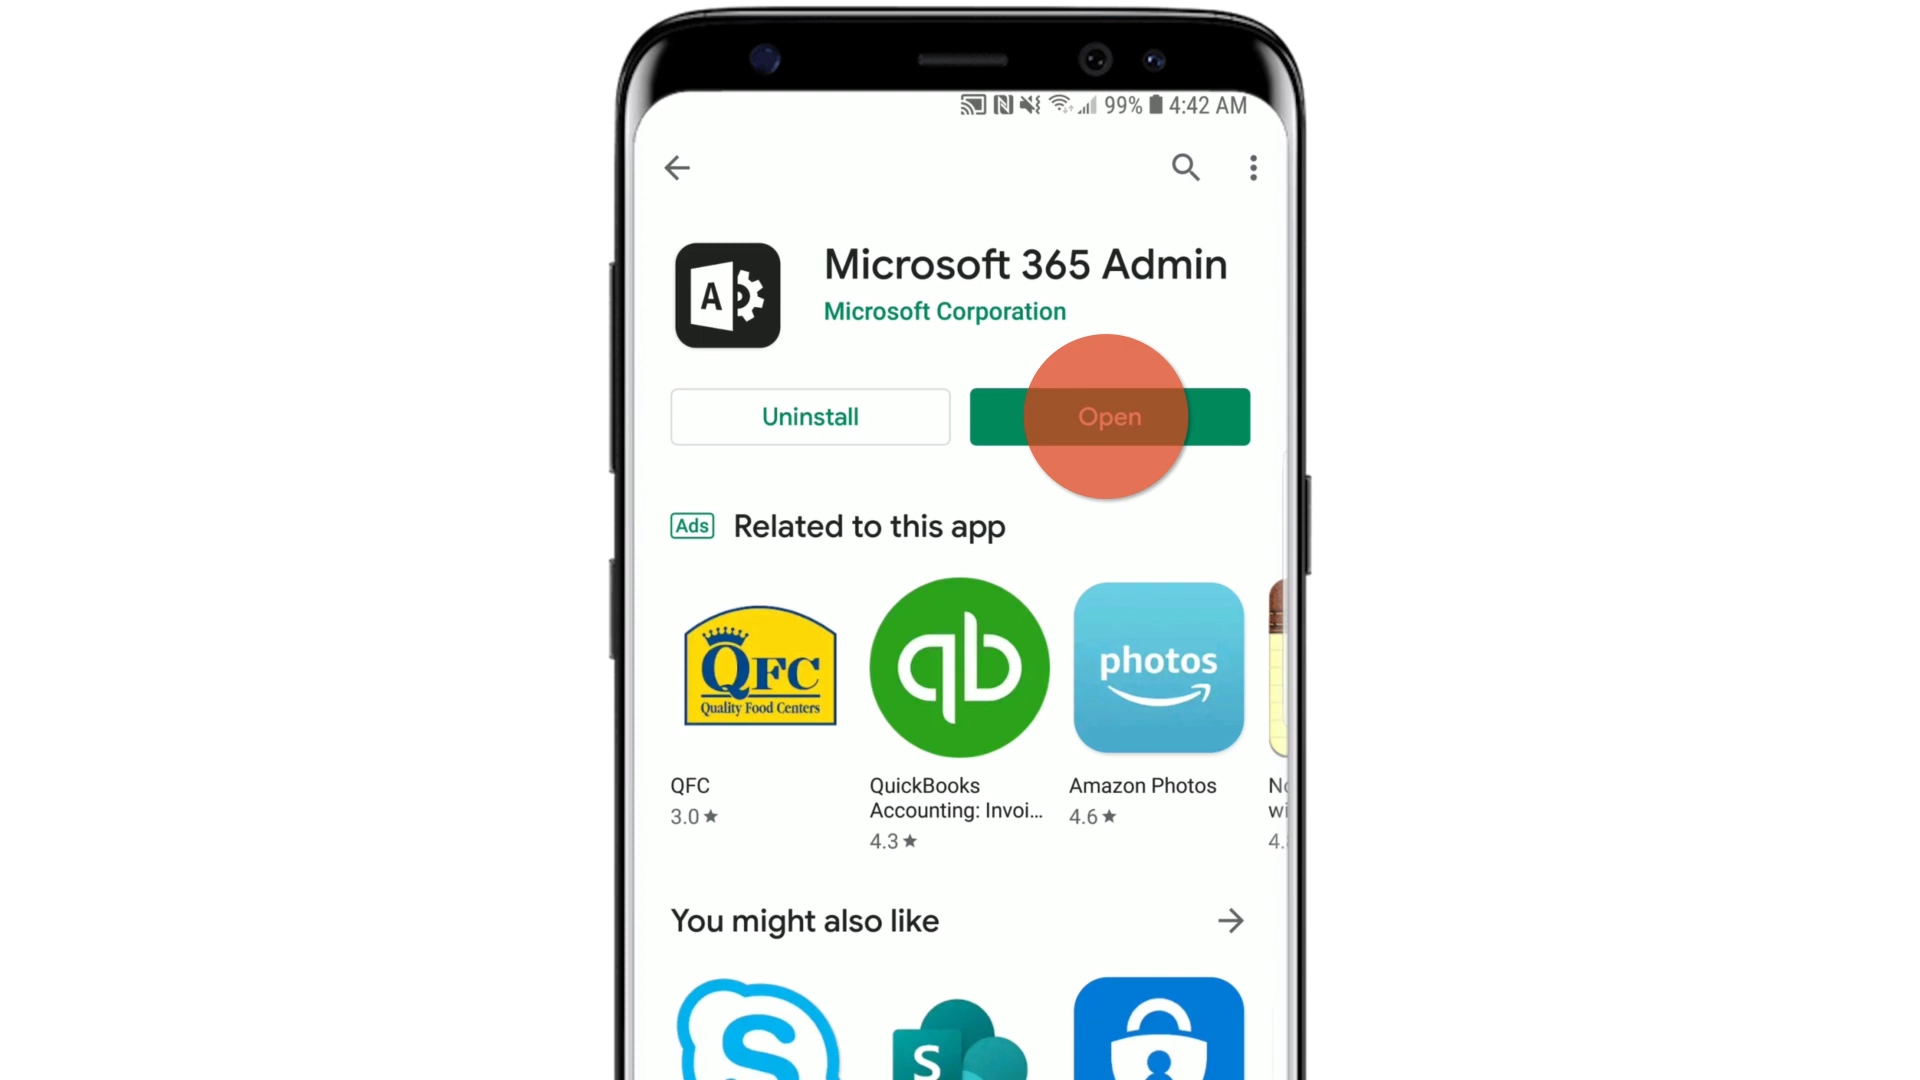 99% 4:42 AM
A
Microsoft 365 Admin
Microsoft Corporation
Uninstall
Open
Ads Related to this app
QFC
Quality Food Centers
qb
photos
QFC
3.0★
QuickBooks
Accounting: Invoi...
4.3★
Amazon Photos
4.6★
You might also like
S
S